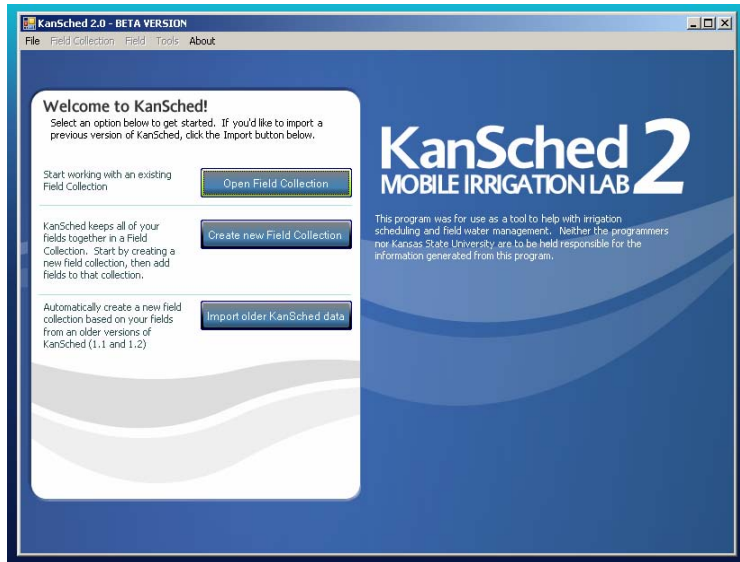 KanSched 2.0 - BETA VERSION
File Field Collection Field Tools About
Welcome to KanSched!
Select an option below to get started. If you'd like to import a
previous version of KanSched, click the Import button below.
Start working with an existing
Field Collection
Open Field Collection
KanSched keeps all of your
fields together in a Field
Collection. Start by creating a
new field collection, then add
fields to that collection.
Create new Field Collection
Automatically create a new field
collection based on your fields
from an older versions of
KanSched (1.1 and 1.2)
Import older KanSched data
KanSched 2
MOBILE IRRIGATION LAB
This program was for use as a tool to help with irrigation
scheduling and field water management. Neither the programmers
nor Kansas State University are to be held responsible for the
information generated from this program.